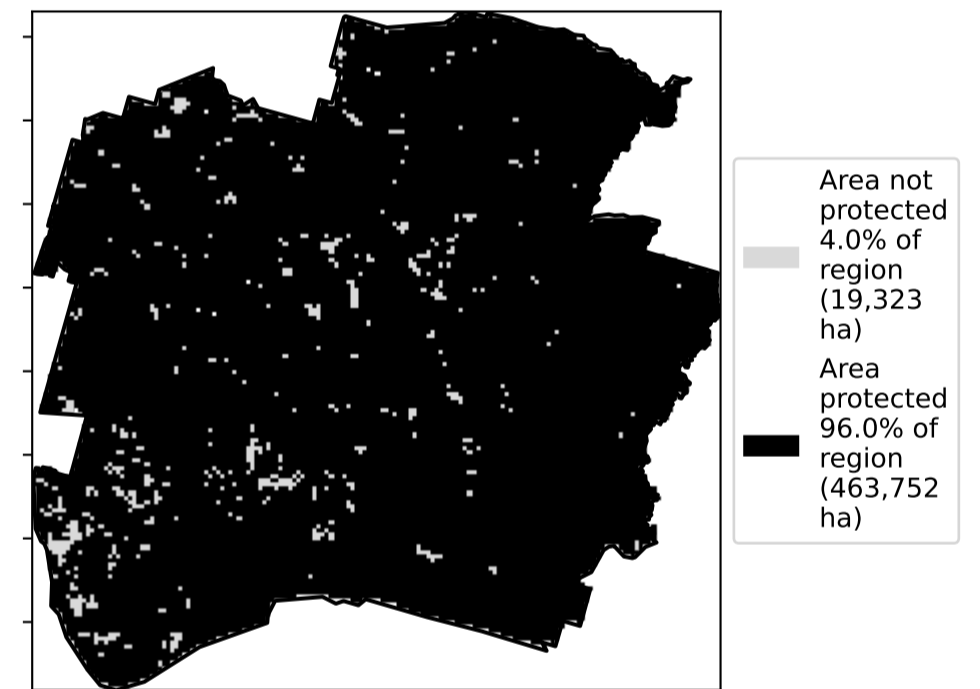 Area not
protected
4.0% of
region
(19,323
ha)
Area
protected
96.0% of
region
(463,752
ha)